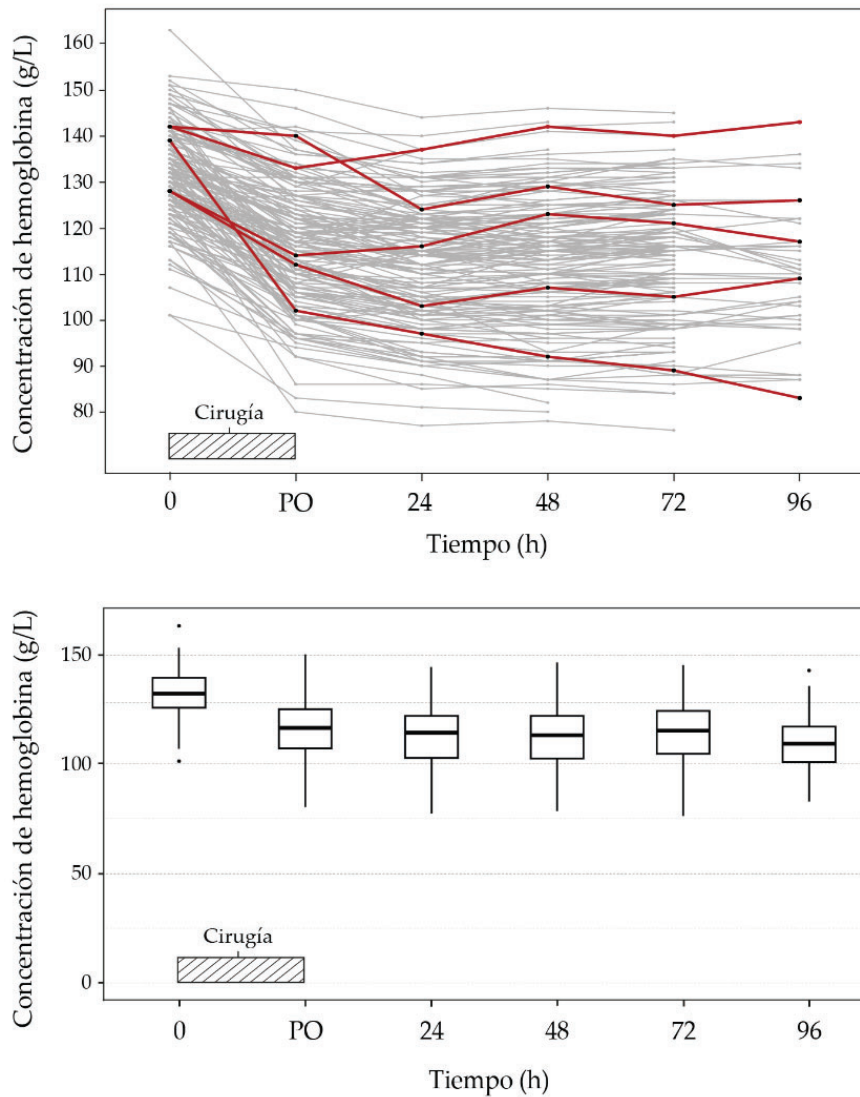 Concentración de hemoglobina (g/L)
160
150
140
130
120
110
100
90
80
Cirugía
0 PO 24 48 72 96
Tiempo (h)
Concentración de hemoglobina (g/L)
150
100
50
0
Cirugía
0 PO 24 48 72 96
Tiempo (h)